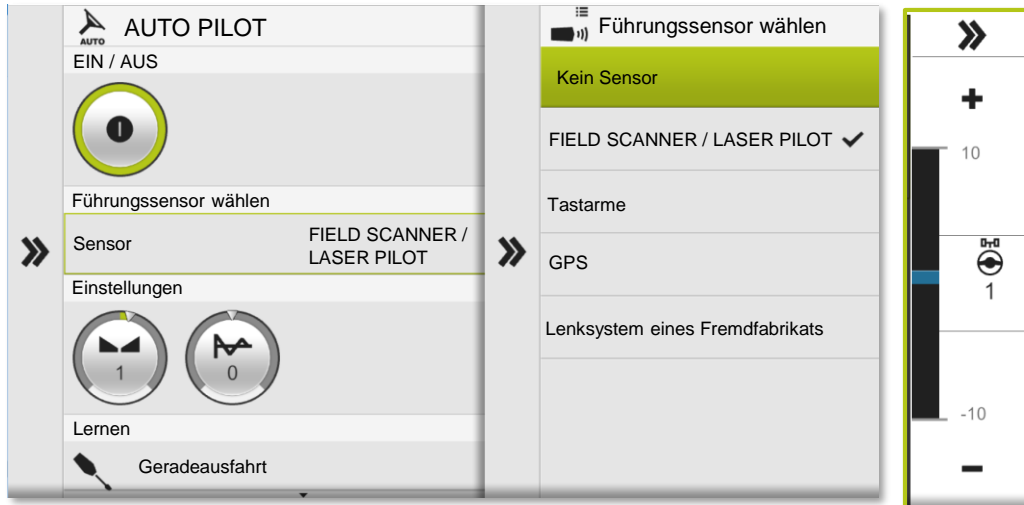 AUTO
AUTO PILOT
EIN / AUS
Führungssensor wählen
Sensor
FIELD SCANNER /
LASER PILOT
Einstellungen
1
0
Lernen
Geradeausfahrt
Führungssensor wählen
Kein Sensor
FIELD SCANNER / LASER PILOT
Tastarme
GPS
Lenksystem eines Fremdfabrikats
+
10
1
-10
-